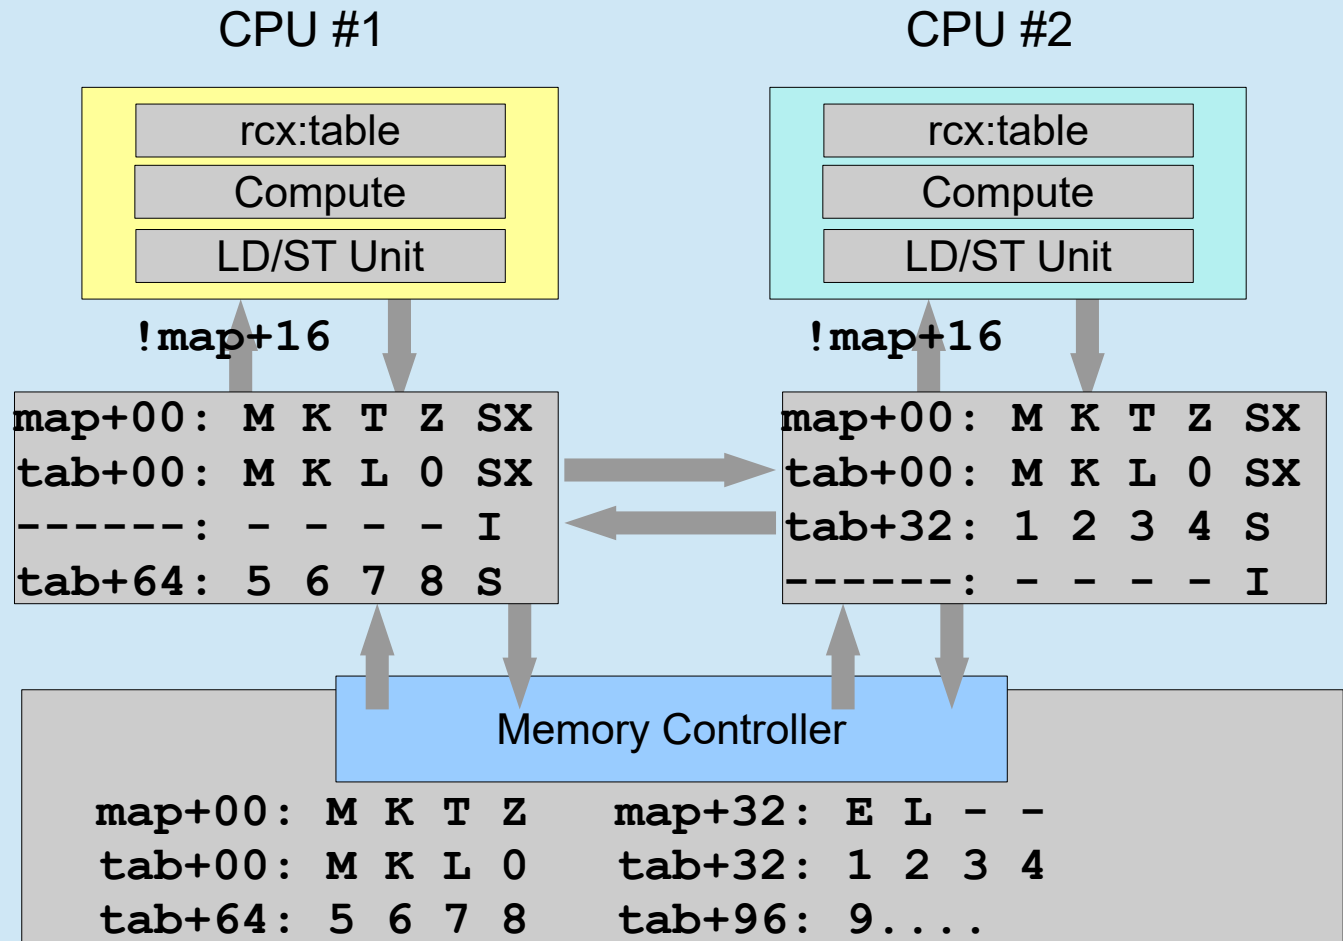 CPU #1
CPU #2
rcx:table
Compute
LD/ST Unit
rcx:table
Compute
LD/ST Unit
!map+16
!map+16
map+00: M K T Z SX
tab+00: M K L 0 SX
------: - - - - I
tab+64: 5 6 7 8 S
map+00: M K T Z SX
tab+00: M K L 0 SX
tab+32: 1 2 3 4 S
------: - - - - I
Memory Controller
map+00: M K T Z map+32: E L - -
tab+00: M K L 0 tab+32: 1 2 3 4
tab+64: 5 6 7 8 tab+96: 9....